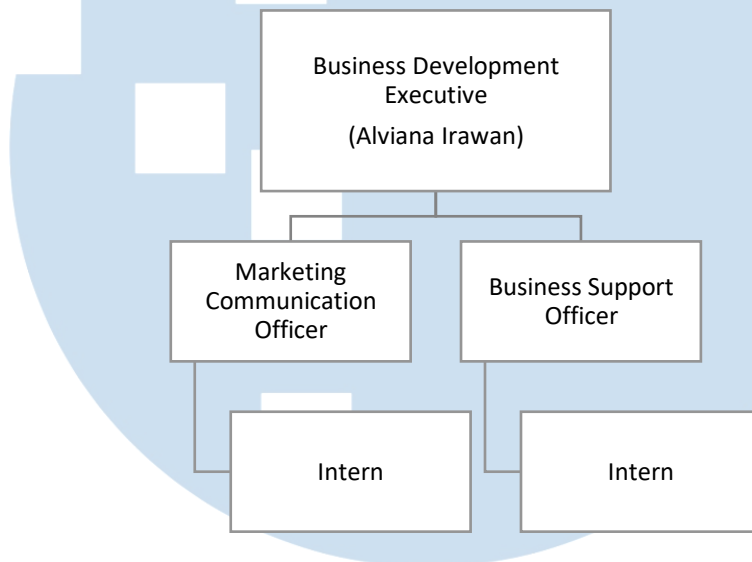 Business Development
Executive
(Alviana Irawan)
Marketing
Communication
Officer
Business Support
Officer
Intern
Intern